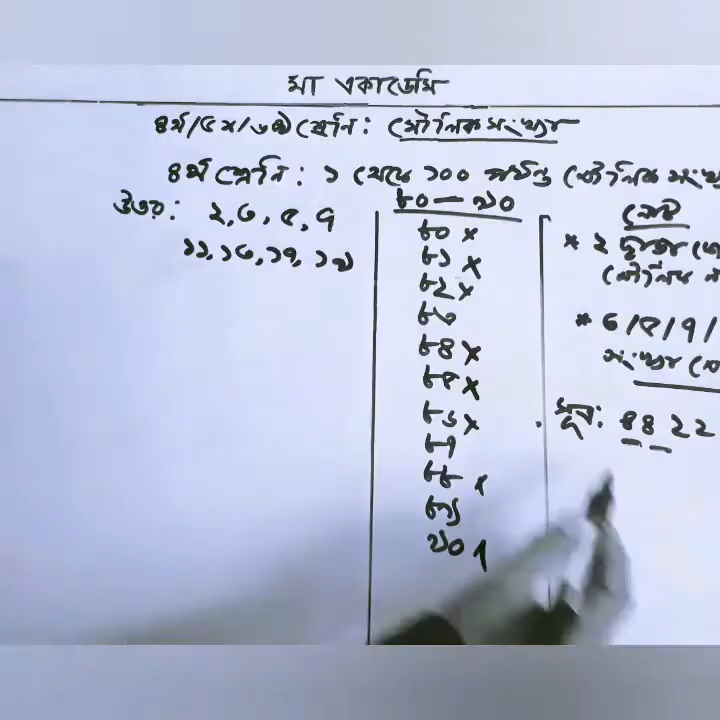 মা একাডেমি
৪র্থ/৫ম/৬ষ্ঠ শ্রেনি: মৌলিক সংখ্যা
৪র্থ শ্রেনি: ১ থেকে ১০০ পর্যন্ত মৌলিক সংখ্যা
উত্তর: ২, ৩, ৫, ৭
১১, ১৩, ১৭, ১৯
৮০ — ৯০
৮০ ×
৮১ ×
৮২ ×
৮৩
৮৪ ×
৮৫ ×
৮৬ ×
৮৭
৮৮ ×
৮৯
৯০
নোট
* ২ ছাড়া
মৌলিক
* ৩/৫/৭/
সংখ্যার
সূত্র: ৪৪ ২২